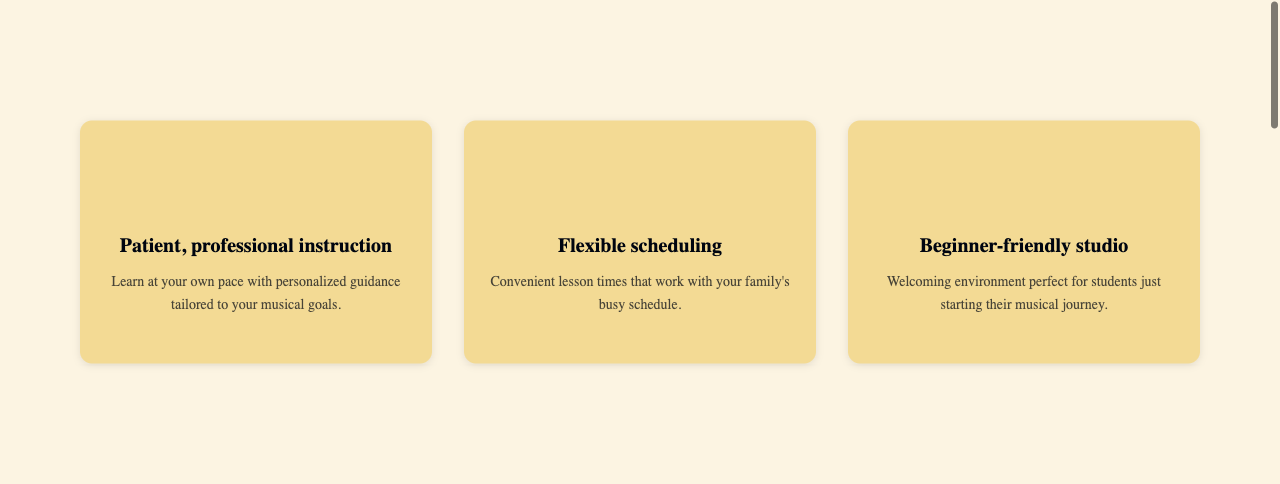 Patient, professional instruction
Learn at your own pace with personalized guidance
tailored to your musical goals.
Flexible scheduling
Convenient lesson times that work with your family's
busy schedule.
Beginner-friendly studio
Welcoming environment perfect for students just
starting their musical journey.